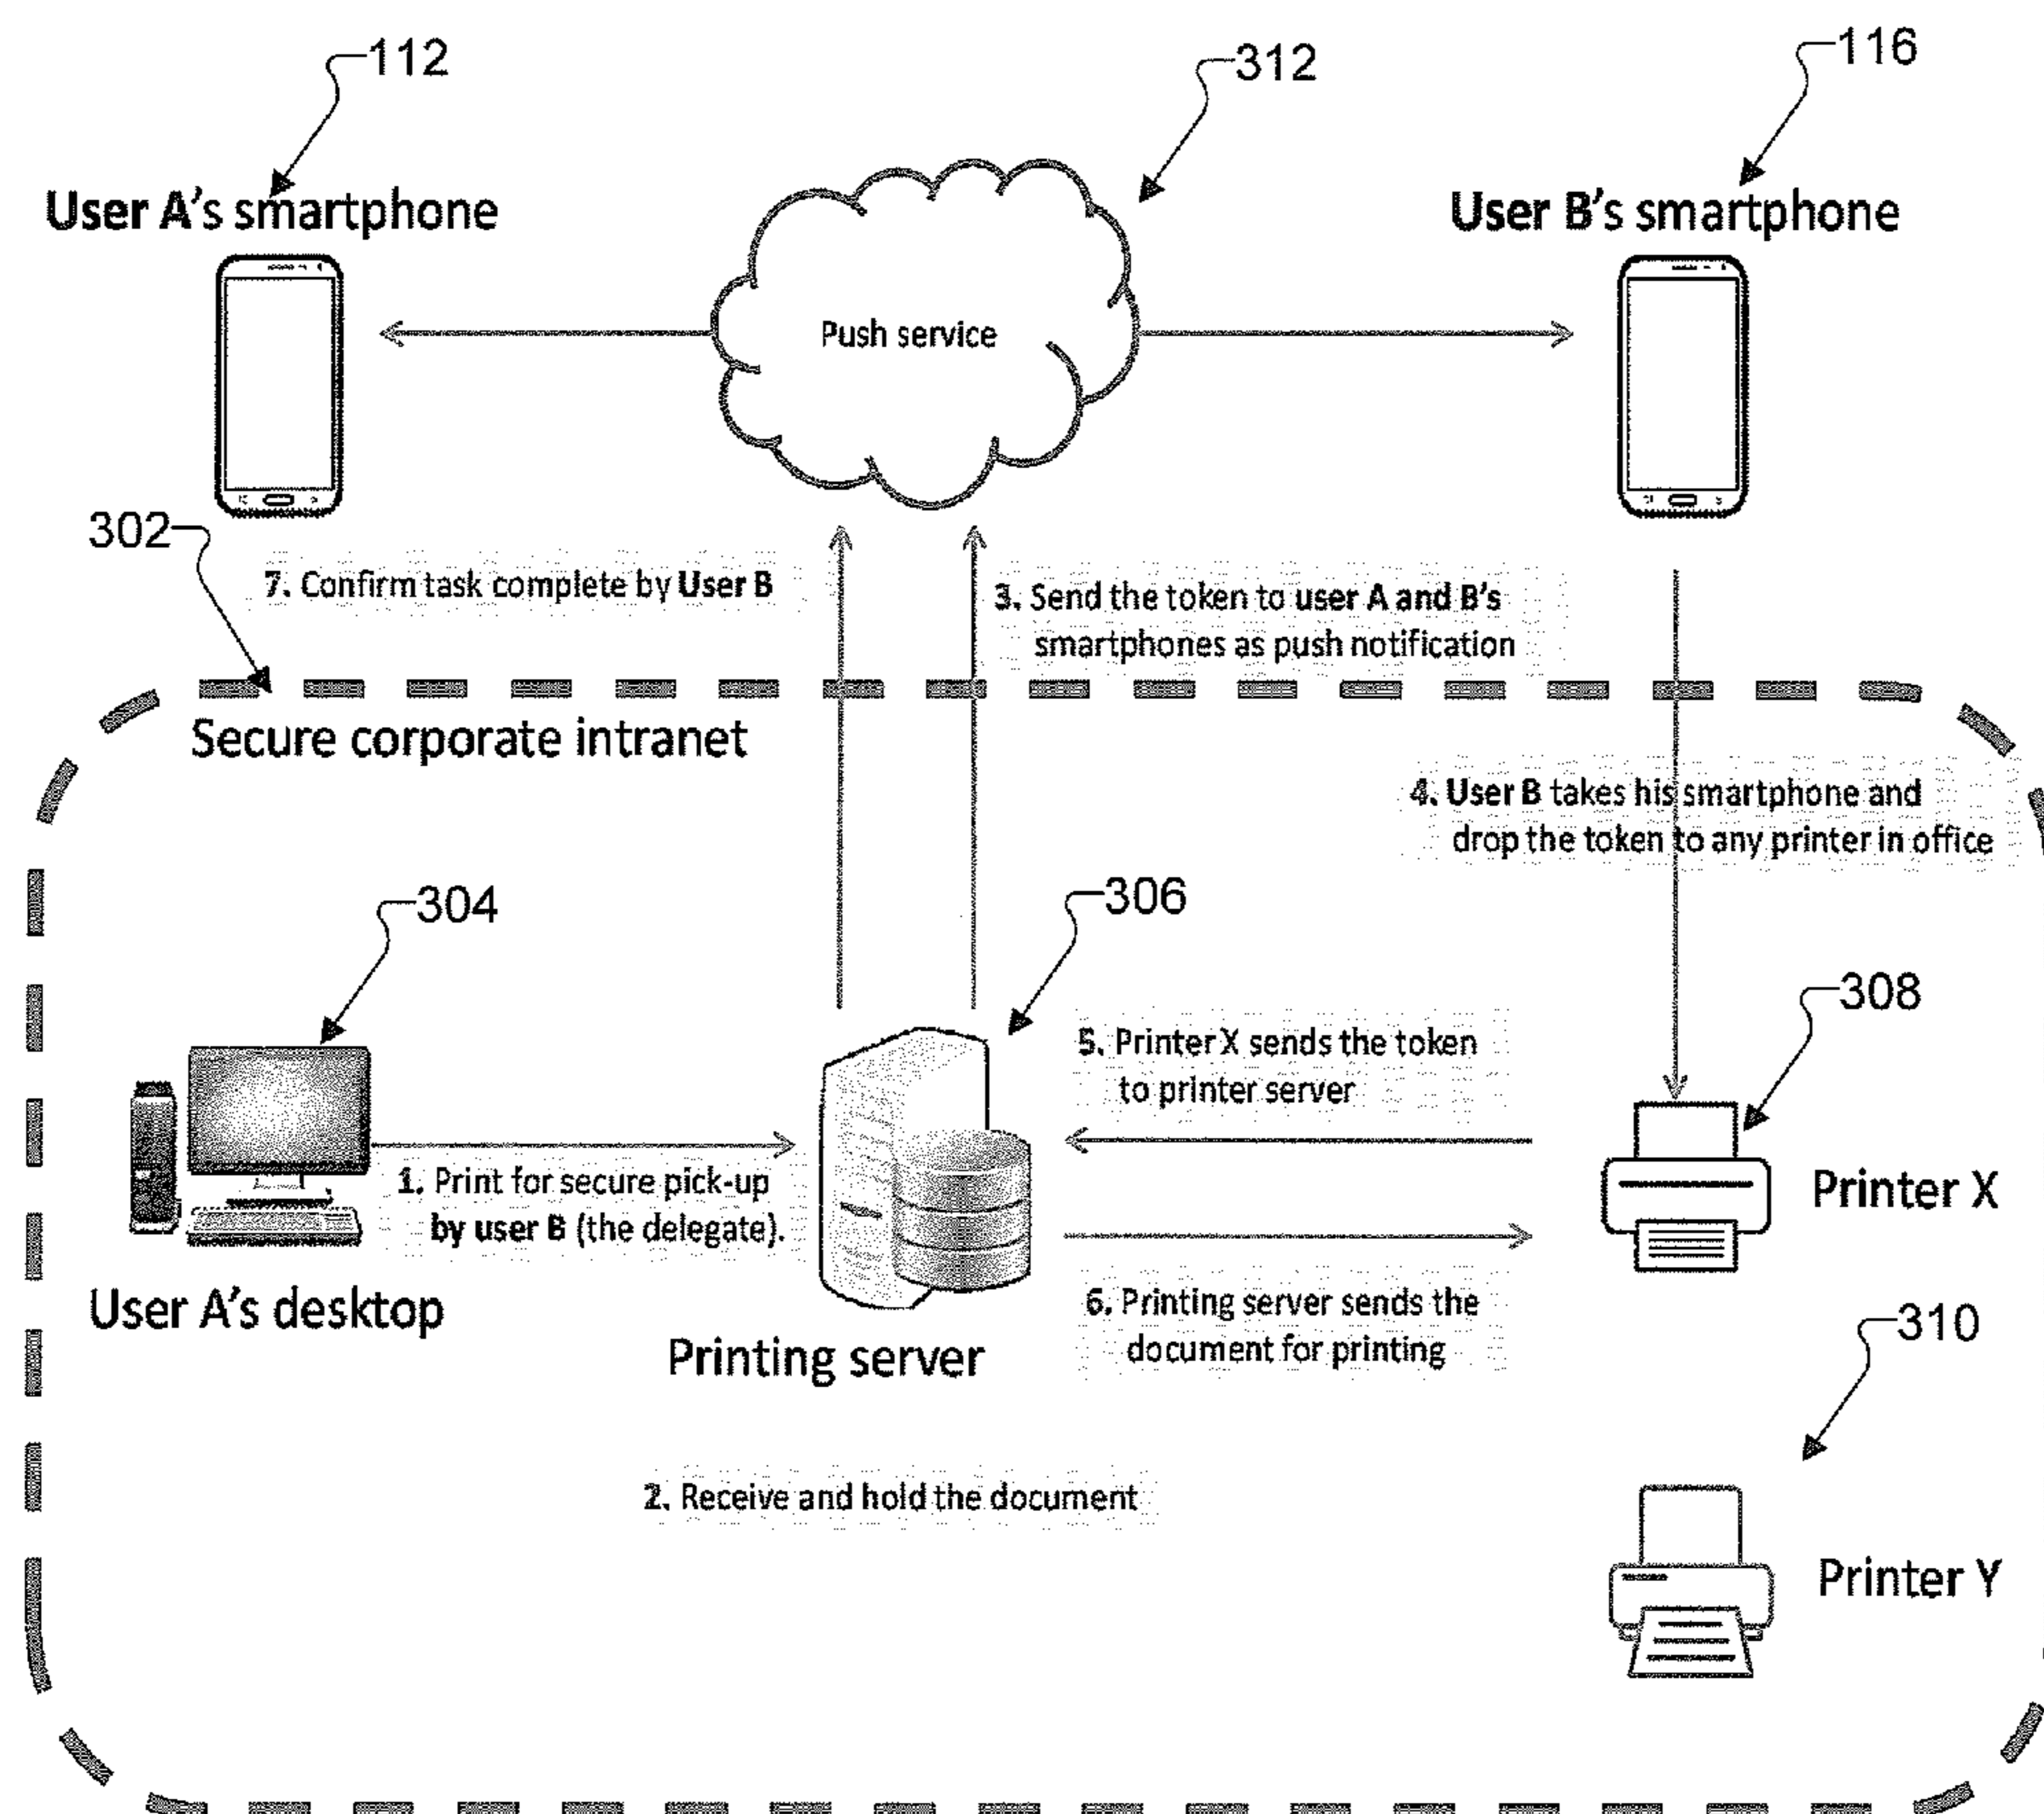 112
312
116
User A's smartphone
User B's smartphone
Push service
302
7. Confirm task complete by User B
3. Send the token to user A and B's
smartphones as push notification
Secure corporate intranet
4. User B takes his smartphone and
drop the token to any printer in office
304
306
308
5. Printer X sends the token
to printer server
1. Print for secure pick-up
by user B (the delegate).
Printer X
User A's desktop
6. Printing server sends the
document for printing
310
Printing server
2. Receive and hold the document
Printer Y